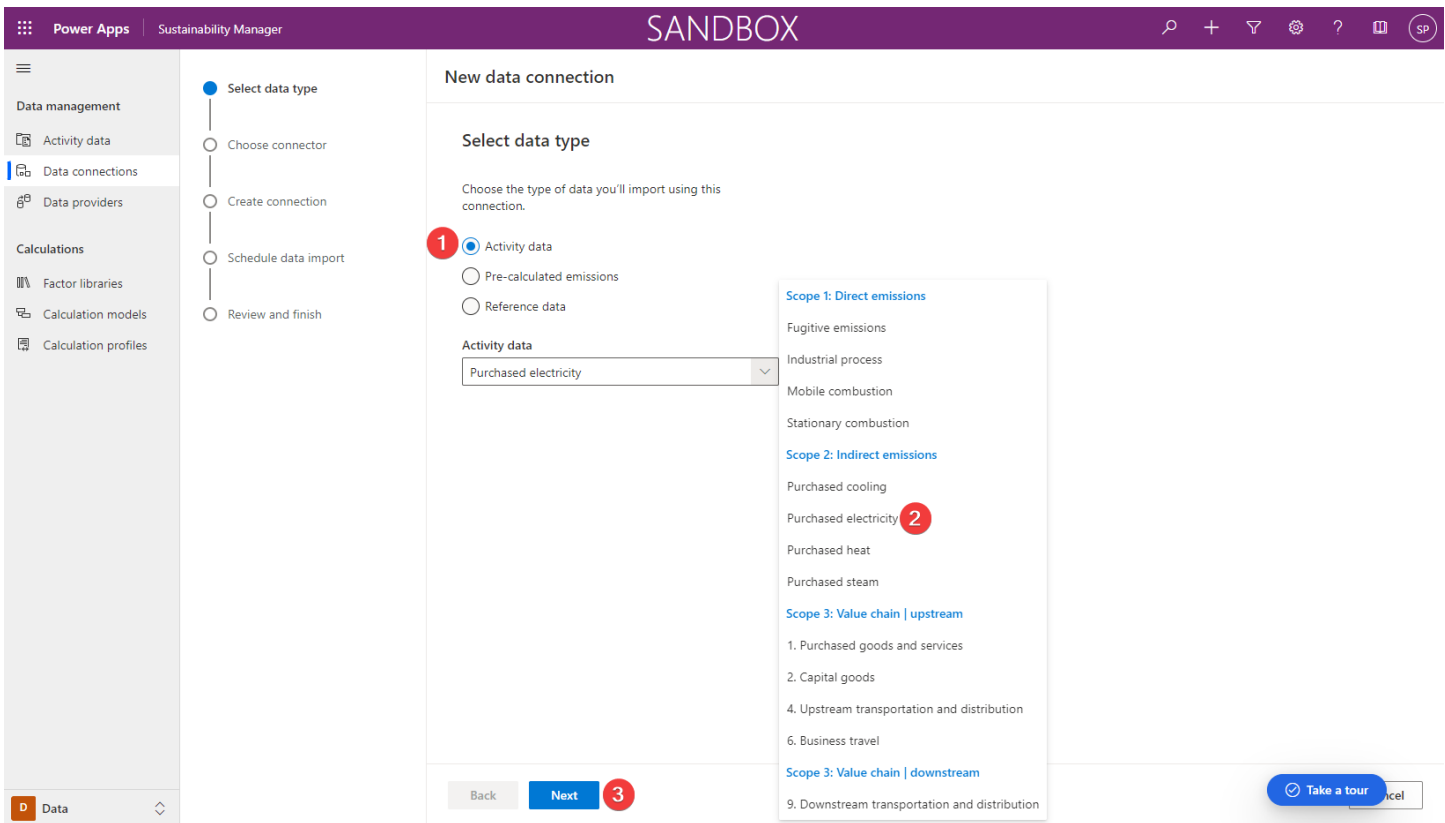 Power Apps
Sustainability Manager
SANDBOX
SP
Data management
Activity data
Data connections
Data providers
Calculations
Factor libraries
Calculation models
Calculation profiles
D
Data
Select data type
Choose connector
Create connection
Schedule data import
Review and finish
New data connection
Select data type
Choose the type of data you'll import using this
connection.
1
Activity data
Pre-calculated emissions
Reference data
Activity data
Purchased electricity
Scope 1: Direct emissions
Fugitive emissions
Industrial process
Mobile combustion
Stationary combustion
Scope 2: Indirect emissions
Purchased cooling
Purchased electricity
2
Purchased heat
Purchased steam
Scope 3: Value chain | upstream
1. Purchased goods and services
2. Capital goods
4. Upstream transportation and distribution
6. Business travel
Scope 3: Value chain | downstream
9. Downstream transportation and distribution
Back
Next
3
Take a tour